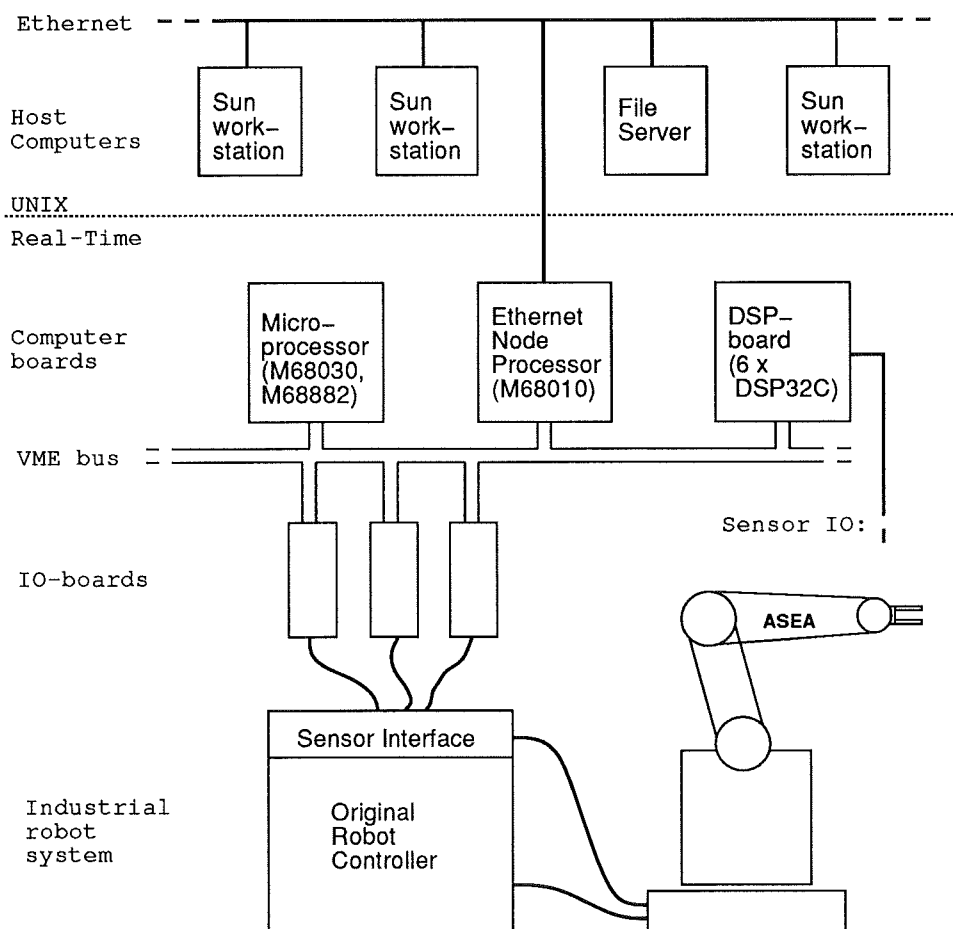 Ethernet
Host
Computers
Sun
work-
station
Sun
work-
station
File
Server
Sun
work-
station
UNIX
Real-Time
Computer
boards
Micro-
processor
(M68030,
M68882)
Ethernet
Node
Processor
(M68010)
DSP-
board
(6 x
DSP32C)
VME bus
Sensor IO:
IO-boards
ASEA
Sensor Interface
Industrial
robot
system
Original
Robot
Controller